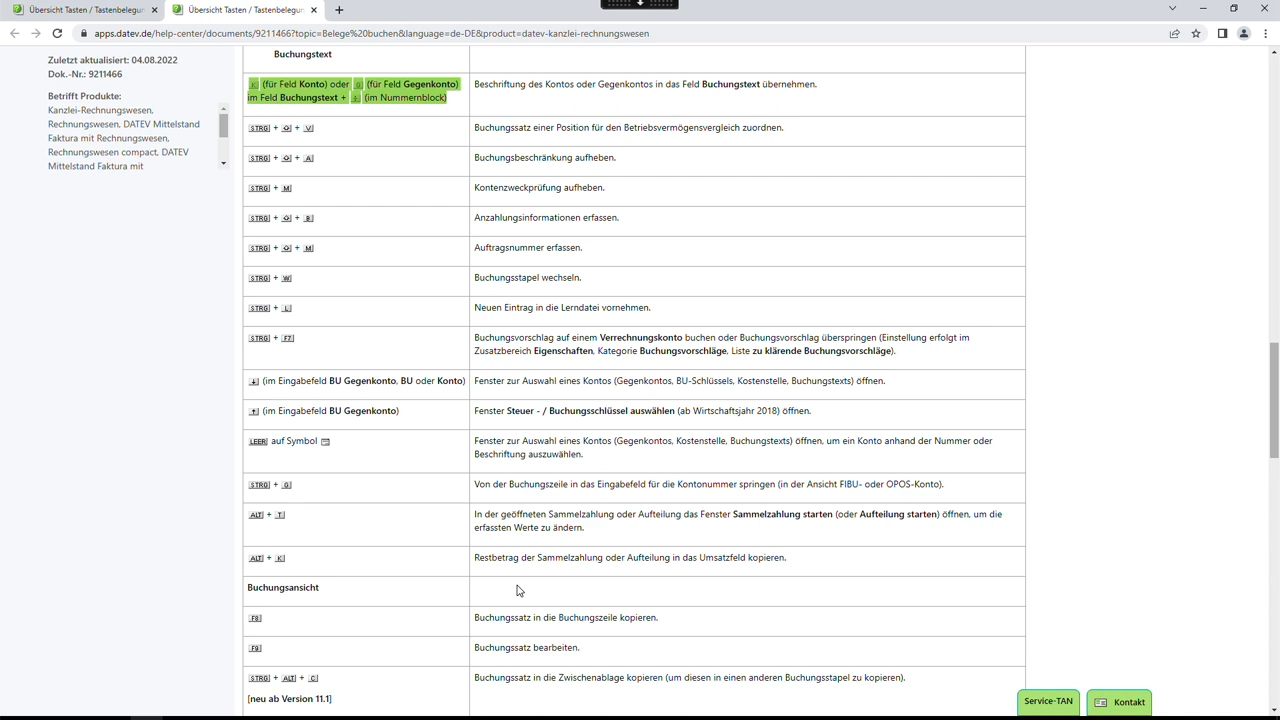 Übersicht Tasten / Tastenbelegun
Übersicht Tasten / Tastenbelegun
apps.datev.de/help-center/documents/9211466?topic=Belege%20buchen&language=de-DE&product=datev-kanzlei-rechnungswesen
Zuletzt aktualisiert: 04.08.2022
Dok.-Nr.: 9211466
Betrifft Produkte:
Kanzlei-Rechnungswesen,
Rechnungswesen, DATEV Mittelstand
Faktura mit Rechnungswesen,
Rechnungswesen compact, DATEV
Mittelstand Faktura mit
Buchungstext
(für Feld Konto) oder G (für Feld Gegenkonto)
im Feld Buchungstext + ÷ (im Nummernblock)
Beschriftung des Kontos oder Gegenkontos in das Feld Buchungstext übernehmen.
STRG + ⇧ + V
Buchungssatz einer Position für den Betriebsvermögensvergleich zuordnen.
STRG + ⇧ + A
Buchungsbeschränkung aufheben.
STRG + M
Kontenzweckprüfung aufheben.
STRG + ⇧ + B
Anzahlungsinformationen erfassen.
STRG + ⇧ + M
Auftragsnummer erfassen.
STRG + W
Buchungsstapel wechseln.
STRG + L
Neuen Eintrag in die Lerndatei vornehmen.
STRG + F7
Buchungsvorschlag auf einem Verrechnungskonto buchen oder Buchungsvorschlag überspringen (Einstellung erfolgt im
Zusatzbereich Eigenschaften, Kategorie Buchungsvorschläge, Liste zu klärende Buchungsvorschläge).
↓ (im Eingabefeld BU Gegenkonto, BU oder Konto)
Fenster zur Auswahl eines Kontos (Gegenkontos, BU-Schlüssels, Kostenstelle, Buchungstexts) öffnen.
↑ (im Eingabefeld BU Gegenkonto)
Fenster Steuer - / Buchungsschlüssel auswählen (ab Wirtschaftsjahr 2018) öffnen.
LEER auf Symbol
Fenster zur Auswahl eines Kontos (Gegenkontos, Kostenstelle, Buchungstexts) öffnen, um ein Konto anhand der Nummer oder
Beschriftung auszuwählen.
STRG +
Von der Buchungszeile in das Eingabefeld für die Kontonummer springen (in der Ansicht FIBU- oder OPOS-Konto).
ALT + T
In der geöffneten Sammelzahlung oder Aufteilung das Fenster Sammelzahlung starten (oder Aufteilung starten) öffnen, um die
erfassten Werte zu ändern.
ALT + K
Restbetrag der Sammelzahlung oder Aufteilung in das Umsatzfeld kopieren.
Buchungsansicht
F8
Buchungssatz in die Buchungszeile kopieren.
F9
Buchungssatz bearbeiten.
STRG + ALT + C
[neu ab Version 11.1]
Buchungssatz in die Zwischenablage kopieren (um diesen in einen anderen Buchungsstapel zu kopieren).
Service-TAN
Kontakt